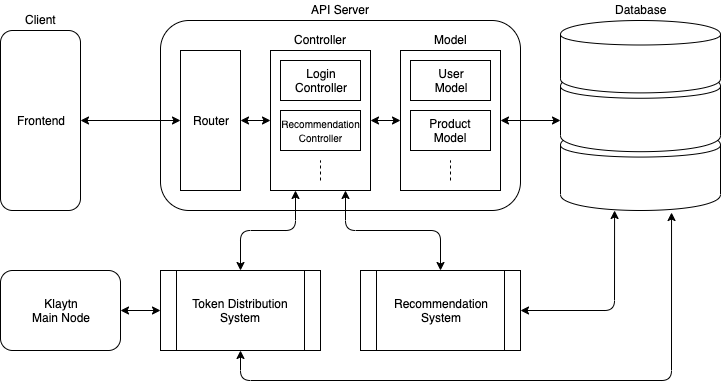 Client
API Server
Database
Controller
Model
Frontend
Router
Login
Controller
Recommendation
Controller
User
Model
Product
Model
Klaytn
Main Node
Token Distribution
System
Recommendation
System